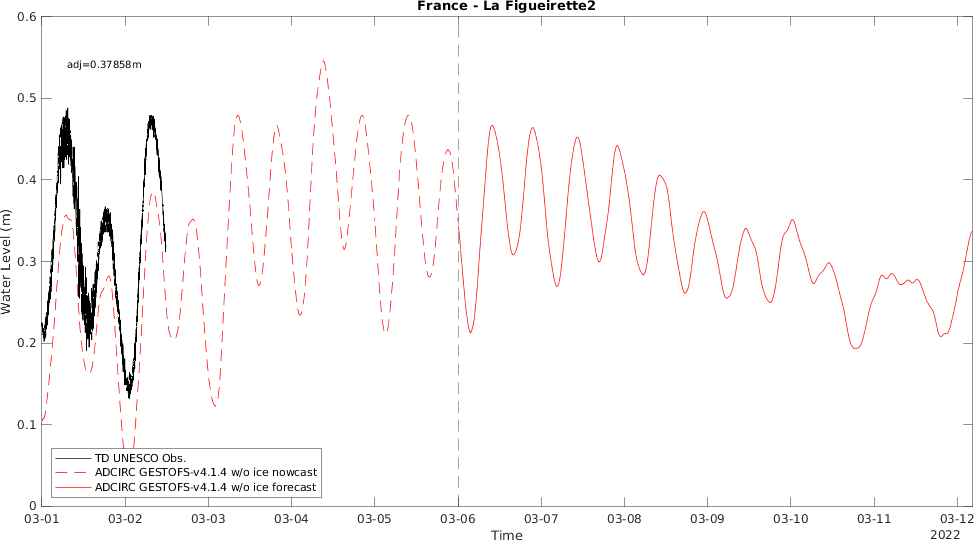 France - La Figueirette2
0.6
0.5
0.4
0.3
0.2
0.1
0
Water Level (m)
adj=0.37858m
TD UNESCO Obs.
ADCIRC GESTOFS-v4.1.4 w/o ice nowcast
ADCIRC GESTOFS-v4.1.4 w/o ice forecast
03-01 03-02 03-03 03-04 03-05 03-06 03-07 03-08 03-09 03-10 03-11 03-12
Time
2022